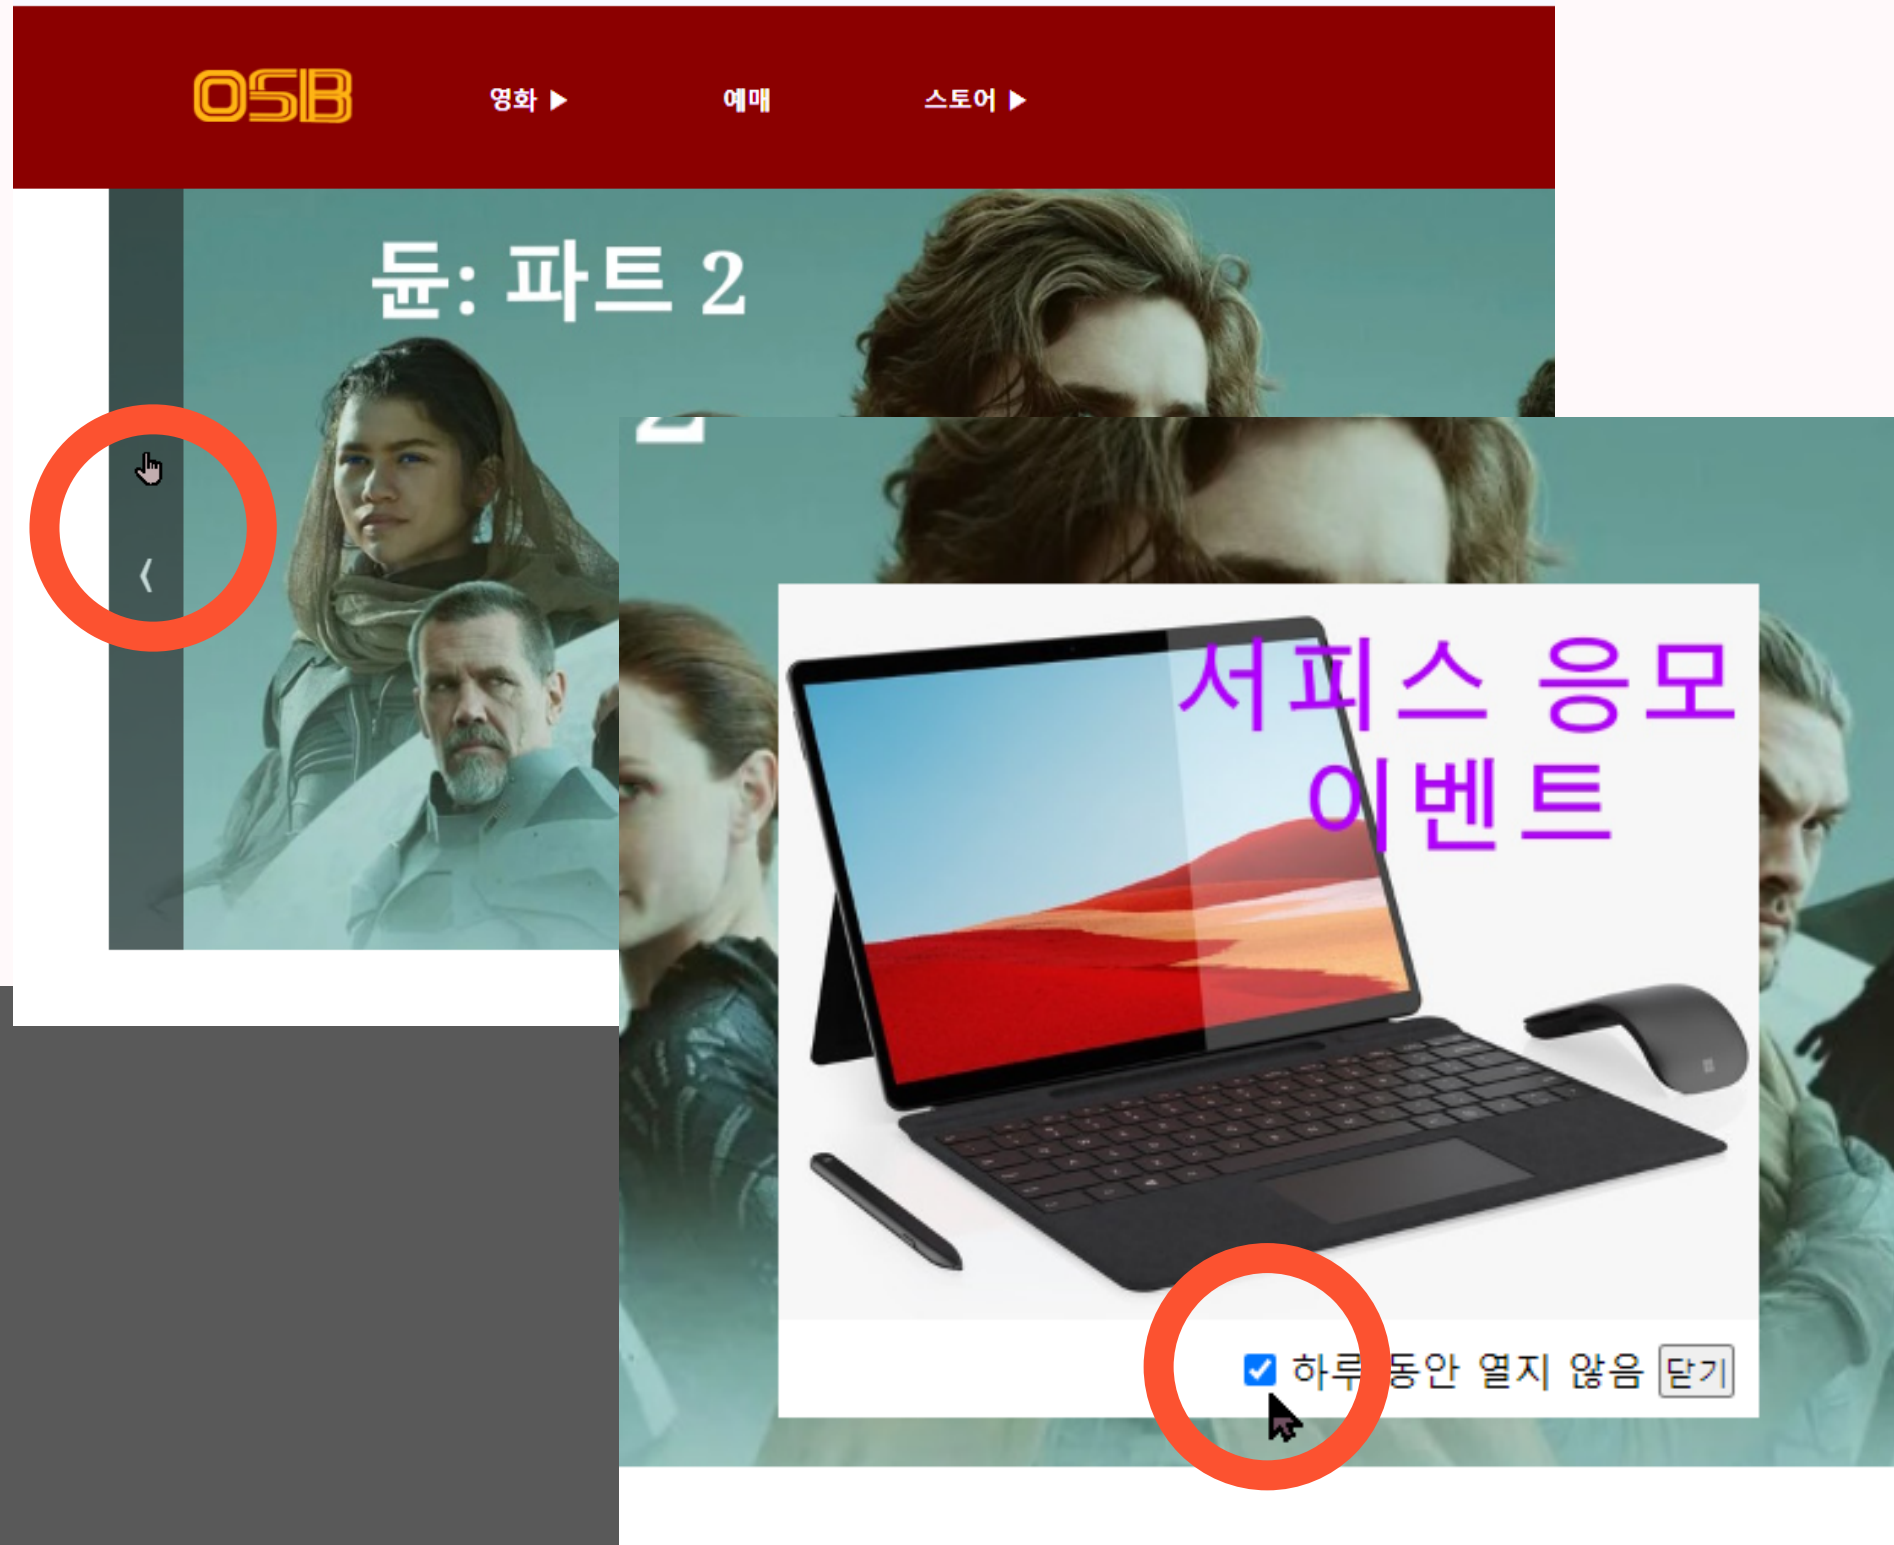 OSB
영화 ▶
예매
스토어 ▶
듄: 파트 2
서피스 응모
이벤트
하루 동안 열지 않음
닫기